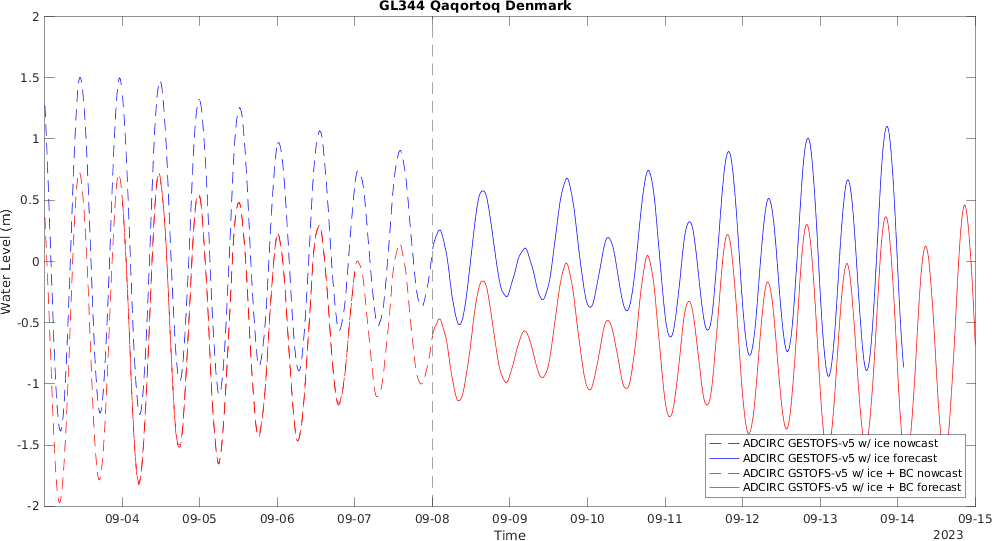 GL344 Qaqortoq Denmark
2
1.5
1
0.5
0
-0.5
-1
-1.5
-2
Water Level (m)
ADCIRC GESTOFS-v5 w/ ice nowcast
ADCIRC GESTOFS-v5 w/ ice forecast
ADCIRC GSTOFS-v5 w/ ice + BC nowcast
ADCIRC GSTOFS-v5 w/ ice + BC forecast
09-04 09-05 09-06 09-07 09-08 09-09 09-10 09-11 09-12 09-13 09-14 09-15
Time
2023